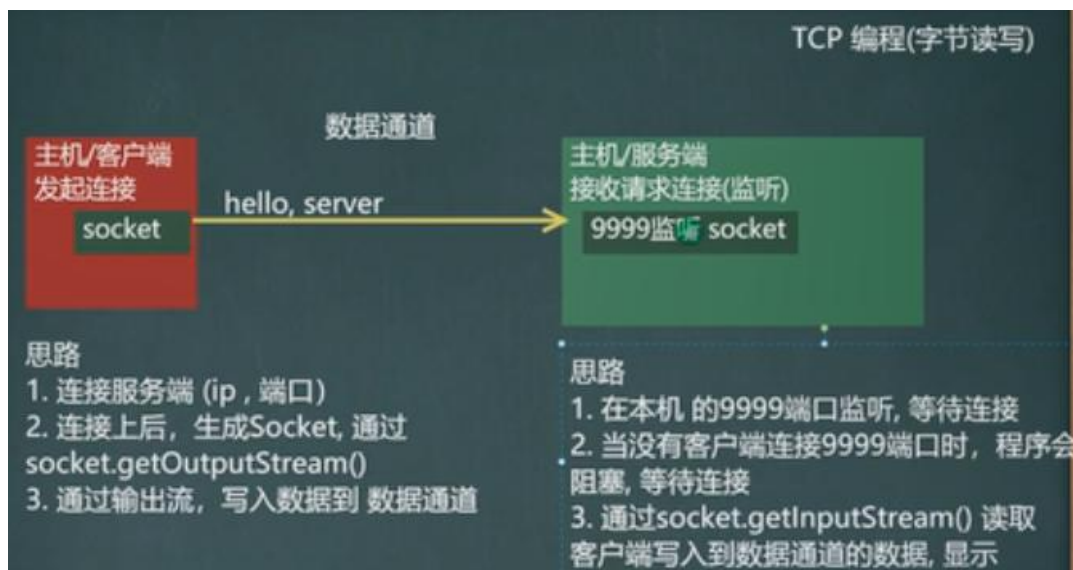 TCP 编程(字节读写)
数据通道
主机/客户端
发起连接
socket
hello, server
主机/服务端
接收请求连接(监听)
9999监听 socket
思路
1. 连接服务端 (ip , 端口)
2. 连接上后，生成Socket, 通过
socket.getOutputStream()
3. 通过输出流，写入数据到 数据通道
思路
1. 在本机 的9999端口监听, 等待连接
2. 当没有客户端连接9999端口时，程序会
阻塞, 等待连接
3. 通过socket.getInputStream() 读取
客户端写入到数据通道的数据, 显示